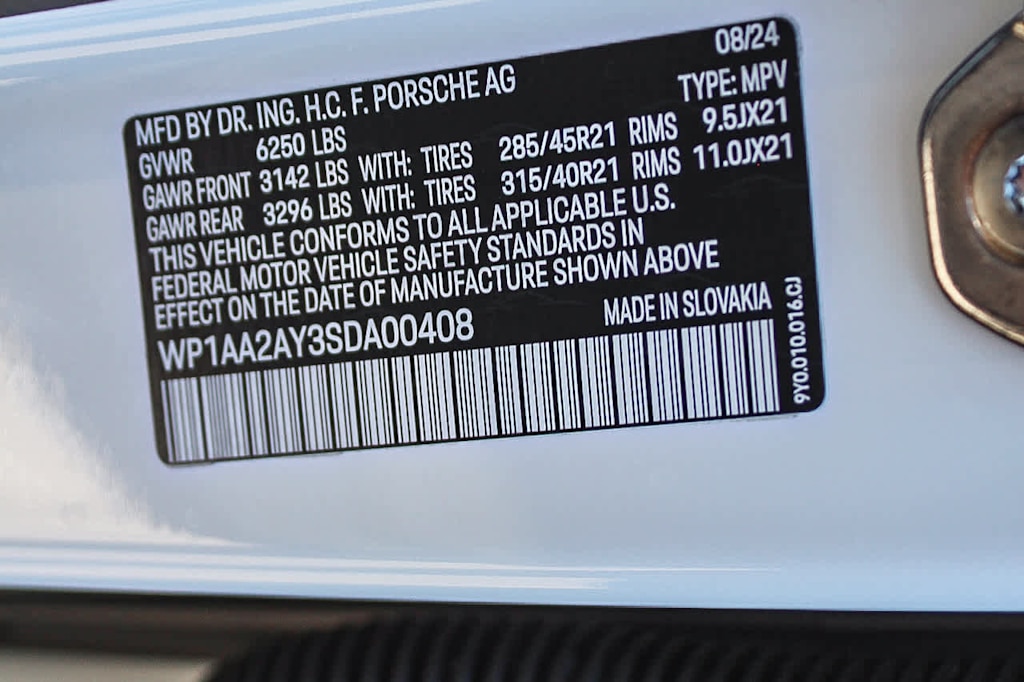 08/24
MFD BY DR. ING. H.C. F. PORSCHE AG
TYPE: MPV
GVWR 6250 LBS
GAWR FRONT 3142 LBS WITH: TIRES 285/45R21 RIMS 9.5JX21
GAWR REAR 3296 LBS WITH: TIRES 315/40R21 RIMS 11.0JX21
THIS VEHICLE CONFORMS TO ALL APPLICABLE U.S.
FEDERAL MOTOR VEHICLE SAFETY STANDARDS IN
EFFECT ON THE DATE OF MANUFACTURE SHOWN ABOVE
WP1AA2AY3SDA00408 MADE IN SLOVAKIA
9Y0.010.016.CJ